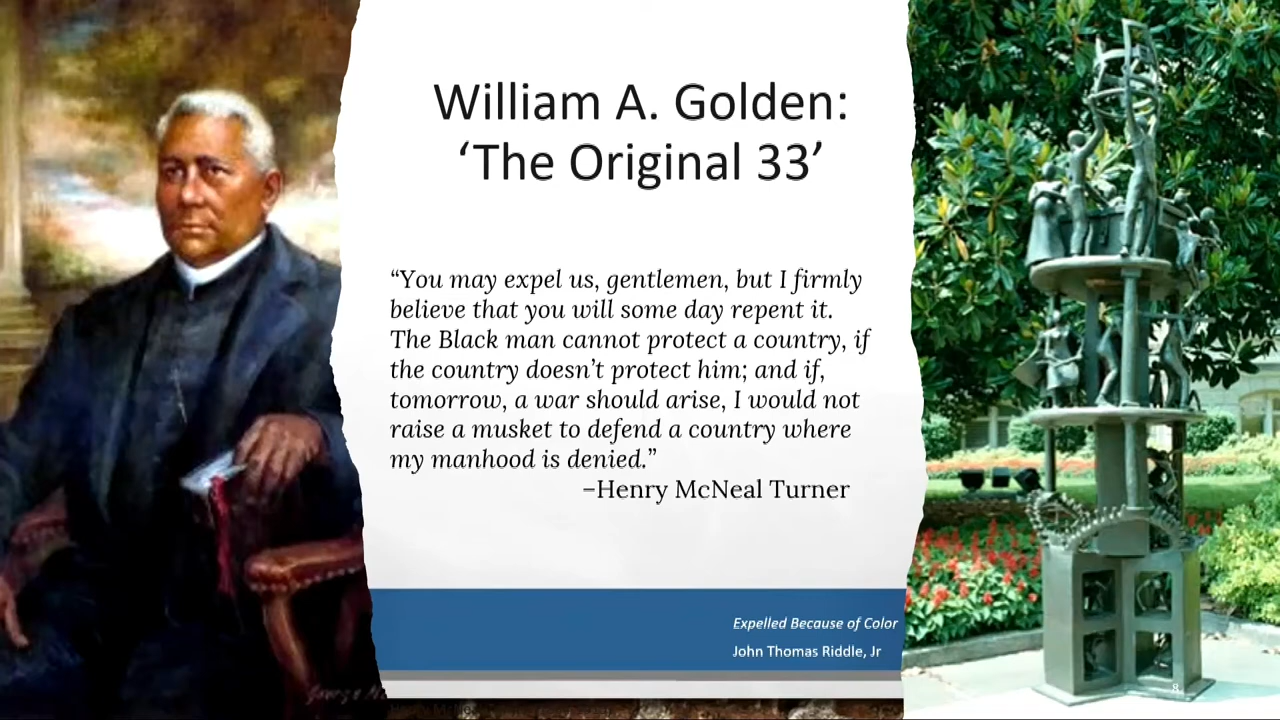 William A. Golden:
‘The Original 33’
“You may expel us, gentlemen, but I firmly
believe that you will some day repent it.
The Black man cannot protect a country, if
the country doesn’t protect him; and if,
tomorrow, a war should arise, I would not
raise a musket to defend a country where
my manhood is denied.”
–Henry McNeal Turner
Expelled Because of Color
John Thomas Riddle, Jr
8